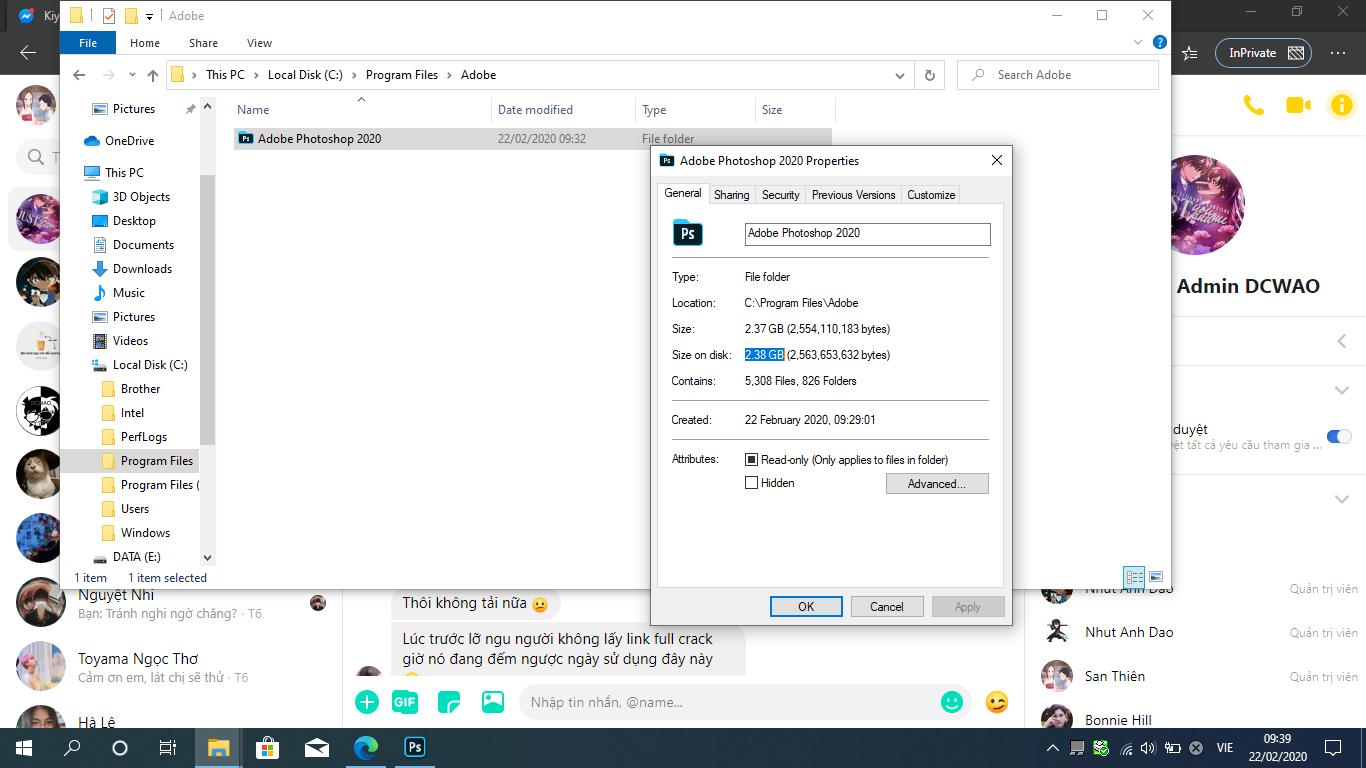 Kiy
Adobe
File
Home
Share
View
InPrivate
This PC
Local Disk (C:)
Program Files
Adobe
Search Adobe
Pictures
OneDrive
This PC
3D Objects
Desktop
Documents
Downloads
Music
Pictures
Videos
Local Disk (C:)
Brother
Intel
PerfLogs
Program Files
Program Files (
Users
Windows
DATA (E:)
Name
Date modified
Type
Size
Adobe Photoshop 2020
22/02/2020 09:32
File folder
1 item
1 item selected
Adobe Photoshop 2020 Properties
General
Sharing
Security
Previous Versions
Customize
Ps
Adobe Photoshop 2020
Type:
File folder
Location:
C:\Program Files\Adobe
Size:
2.37 GB (2,554,110,183 bytes)
Size on disk:
2.38 GB (2,563,653,632 bytes)
Contains:
5,308 Files, 826 Folders
Created:
22 February 2020, 09:29:01
Attributes:
Read-only (Only applies to files in folder)
Hidden
Advanced...
OK
Cancel
Apply
Admin DCWAO
duyệt
ệt tất cả yêu cầu tham gia ...
Nguyệt Nhi
Bạn: Tránh nghi ngờ chăng? · T6
Toyama Ngọc Thơ
Cảm ơn em, lát chị sẽ thử · T6
Hà Lê
Thôi không tải nữa
Lúc trước lỡ ngu người không lấy link full crack
giờ nó đang đếm ngược ngày sử dụng đây này
GIF
Nhập tin nhắn, @name...
Nhut Anh Dao
Quản trị viên
Nhut Anh Dao
Quản trị viên
San Thiên
Quản trị viên
Bonnie Hill
Ps
VIE
09:39
22/02/2020